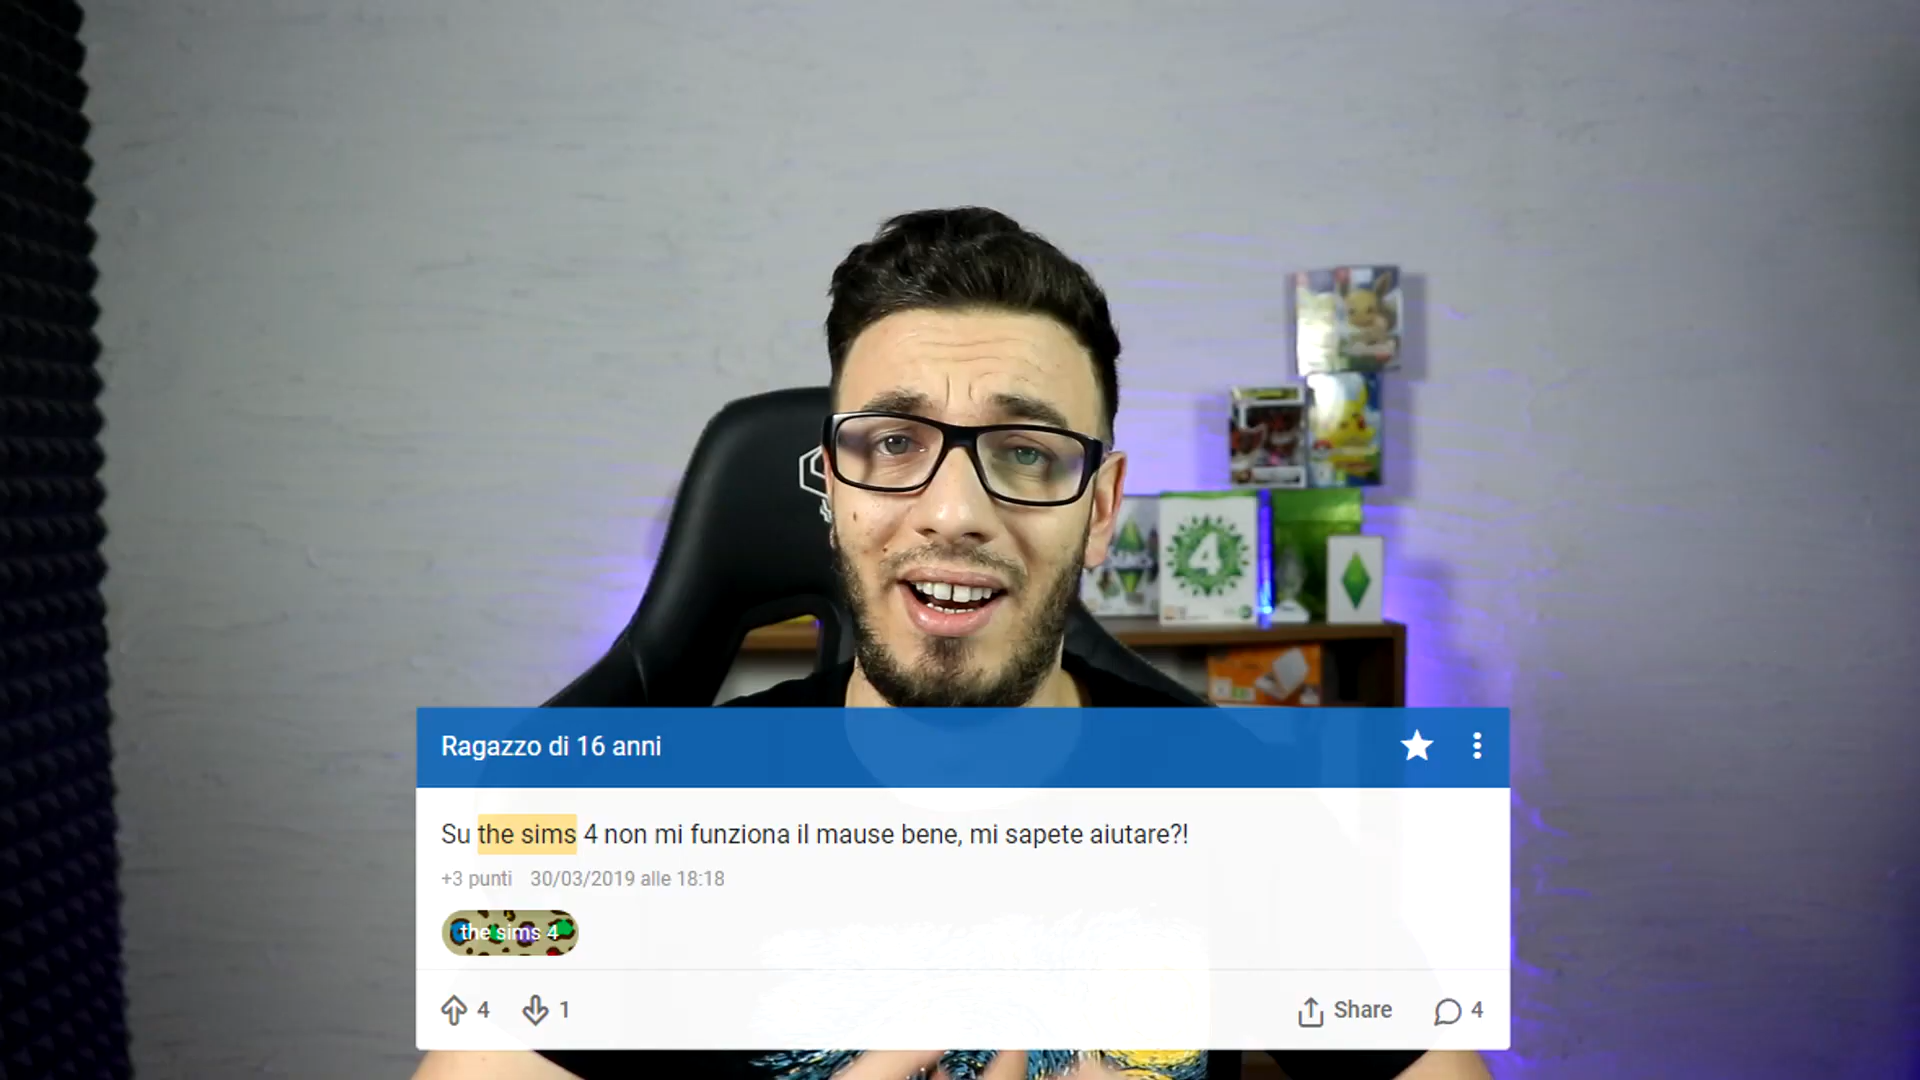 4
Ragazzo di 16 anni
Su the sims 4 non mi funziona il mause bene, mi sapete aiutare?!
+3 punti 30/03/2019 alle 18:18
the sims 4
4 1 Share 4